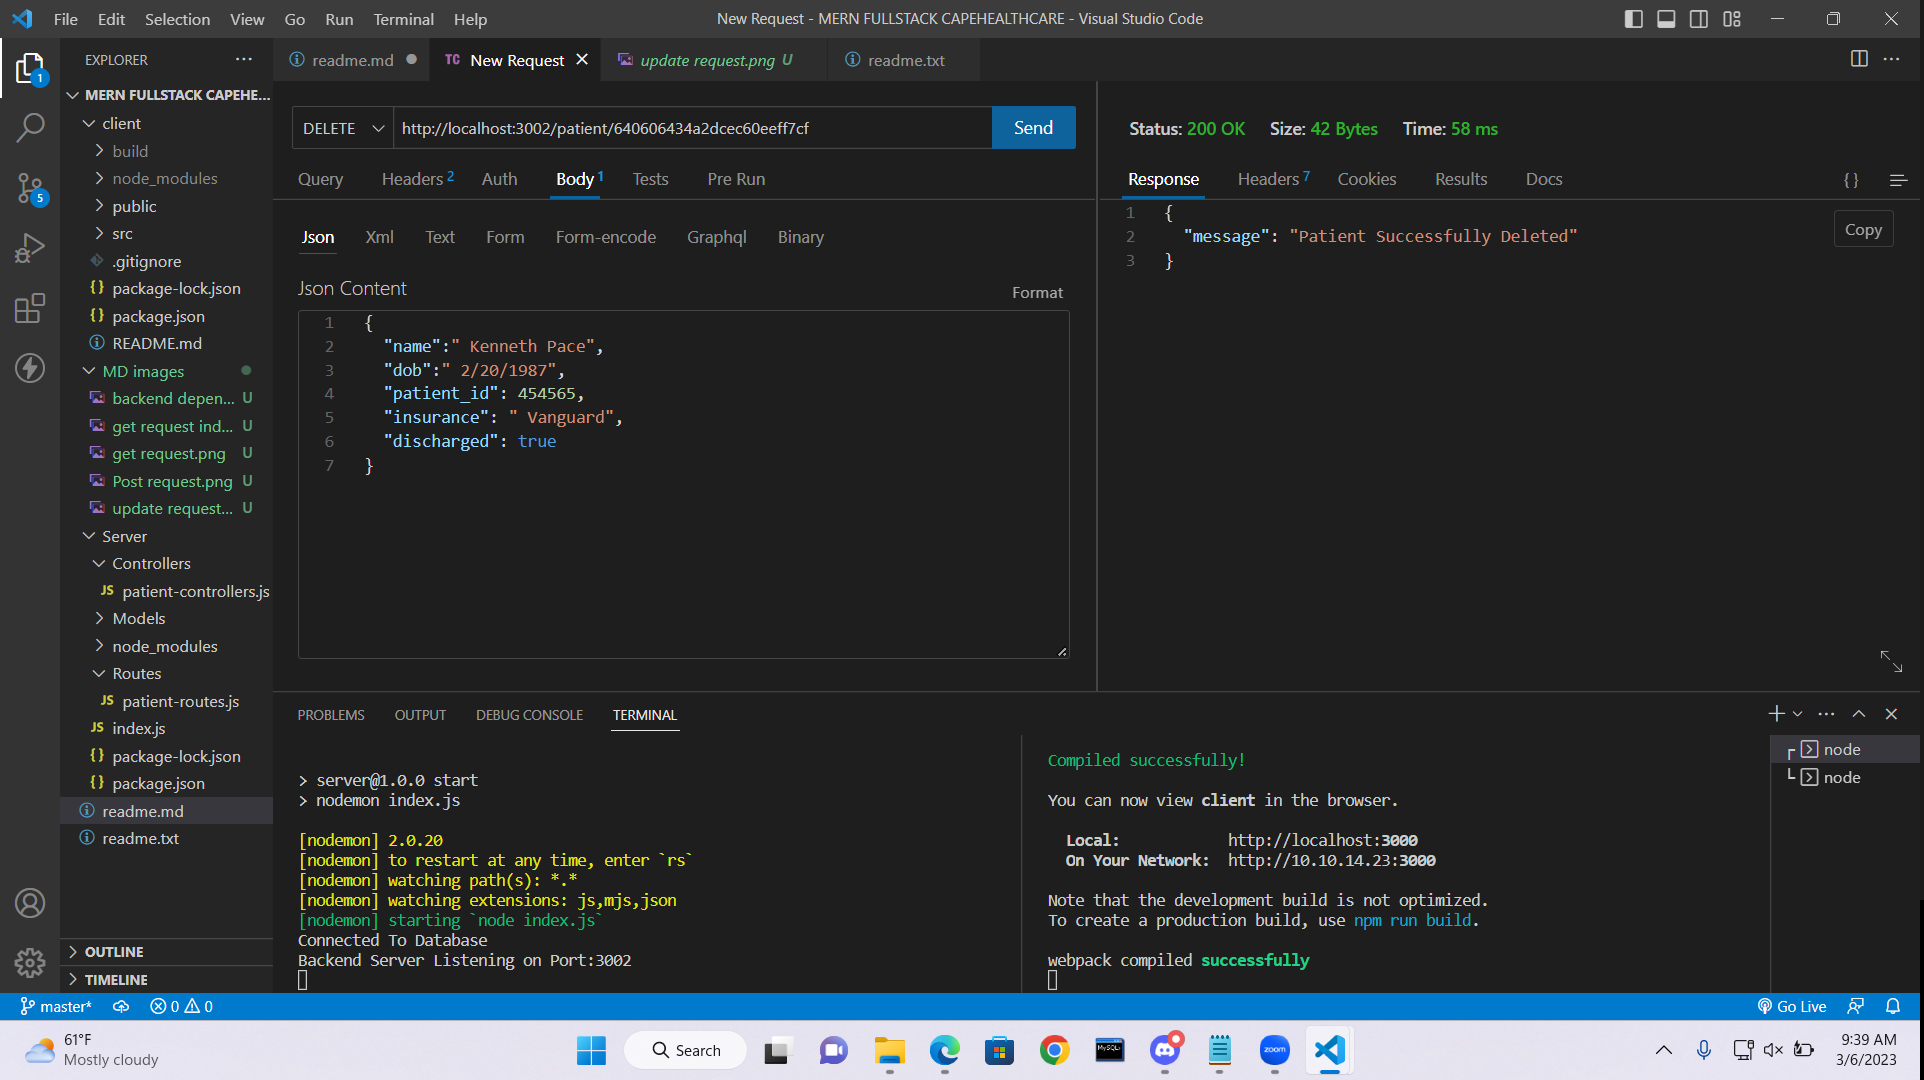 File Edit Selection View Go Run Terminal Help
New Request - MERN FULLSTACK CAPEHEALTHCARE - Visual Studio Code
EXPLORER
readme.md
TC New Request
update request.png U
readme.txt
1
5
MERN FULLSTACK CAPEHE...
client
build
node_modules
public
src
.gitignore
{} package-lock.json
{} package.json
README.md
MD images
backend depen... U
get request ind... U
get request.png U
Post request.png U
update request... U
Server
Controllers
JS patient-controllers.js
Models
node_modules
Routes
JS patient-routes.js
JS index.js
{} package-lock.json
{} package.json
readme.md
readme.txt
OUTLINE
TIMELINE
DELETE
http://localhost:3002/patient/640606434a2dcec60eeff7cf
Send
Query Headers 2 Auth Body 1 Tests Pre Run
Json Xml Text Form Form-encode Graphql Binary
Json Content
Format
1 {
2 "name":" Kenneth Pace",
3 "dob":" 2/20/1987",
4 "patient_id": 454565,
5 "insurance": " Vanguard",
6 "discharged": true
7 }
Status: 200 OK Size: 42 Bytes Time: 58 ms
Response Headers 7 Cookies Results Docs { }
1 {
2 "message": "Patient Successfully Deleted"
3 }
Copy
PROBLEMS OUTPUT DEBUG CONSOLE TERMINAL
> server@1.0.0 start
> nodemon index.js
[nodemon] 2.0.20
[nodemon] to restart at any time, enter `rs`
[nodemon] watching path(s): *.*
[nodemon] watching extensions: js,mjs,json
[nodemon] starting `node index.js`
Connected To Database
Backend Server Listening on Port:3002
Compiled successfully!
You can now view client in the browser.
Local: http://localhost:3000
On Your Network: http://10.10.14.23:3000
Note that the development build is not optimized.
To create a production build, use npm run build.
webpack compiled successfully
node
node
master*
0 0
Go Live
61°F
Mostly cloudy
Search
MySQL
zoom
9:39 AM
3/6/2023